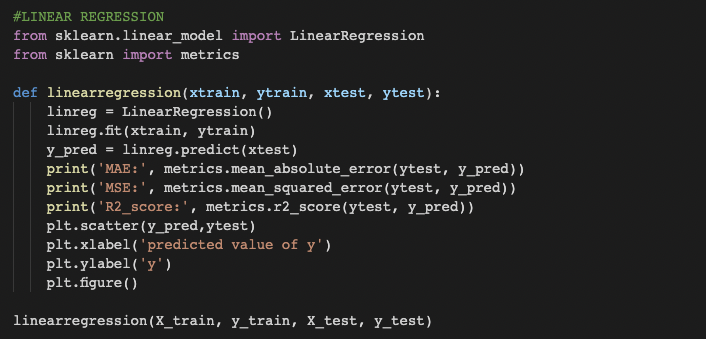 #LINEAR REGRESSION
from sklearn.linear_model import LinearRegression
from sklearn import metrics

def linearregression(xtrain, ytrain, xtest, ytest):
    linreg = LinearRegression()
    linreg.fit(xtrain, ytrain)
    y_pred = linreg.predict(xtest)
    print('MAE:', metrics.mean_absolute_error(ytest, y_pred))
    print('MSE:', metrics.mean_squared_error(ytest, y_pred))
    print('R2_score:', metrics.r2_score(ytest, y_pred))
    plt.scatter(y_pred,ytest)
    plt.xlabel('predicted value of y')
    plt.ylabel('y')
    plt.figure()

linearregression(X_train, y_train, X_test, y_test)